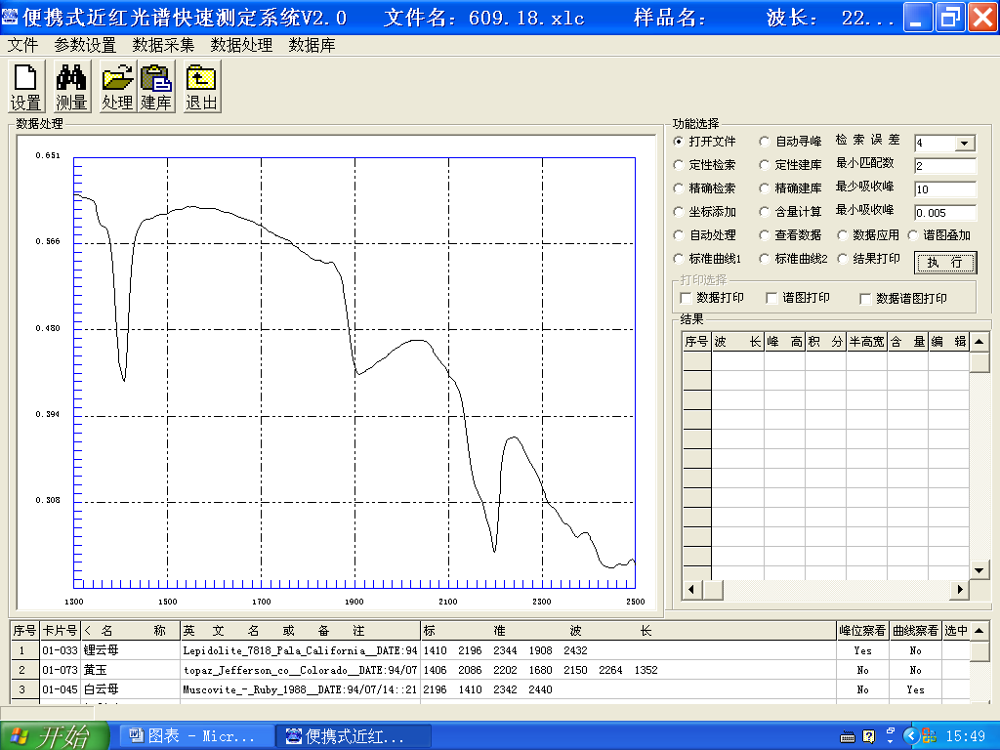 便携式近红光谱快速测定系统V2.0 文件名: 609.18.xlc 样品名: 波长: 22...
文件 参数设置 数据采集 数据处理 数据库
设置 测量 处理 建库 退出
数据处理
0.651
0.566
0.480
0.394
0.308
1300 1500 1700 1900 2100 2300 2500
功能选择
打开文件 自动寻峰 检 索 误 差 4
定性检索 定性建库 最小匹配数 2
精确检索 精确建库 最少吸收峰 10
坐标添加 含量计算 最小吸收峰 0.005
自动处理 查看数据 数据应用 谱图叠加
标准曲线1 标准曲线2 结果打印 执 行
打印选择
数据打印 谱图打印 数据谱图打印
结果
序号 波 长 峰 高 积 分 半高宽 含 量 编 辑
序号 卡片号 < 名 称 英 文 名 或 备 注 标 准 波 长 峰位察看 曲线察看 选中
1 01-033 锂云母 Lepidolite_7818_Pala_California__DATE:94 1410 2196 2344 1908 2432 Yes No
2 01-073 黄玉 topaz_Jefferson_co__Colorado__DATE:94/07 1406 2086 2202 1680 2150 2264 1352 No No
3 01-045 白云母 Muscovite_-_Ruby_1988__DATE:94/07/14::21 2196 1410 2342 2440 No Yes
开始 图表 - Micr... 便携式近红... 15:49